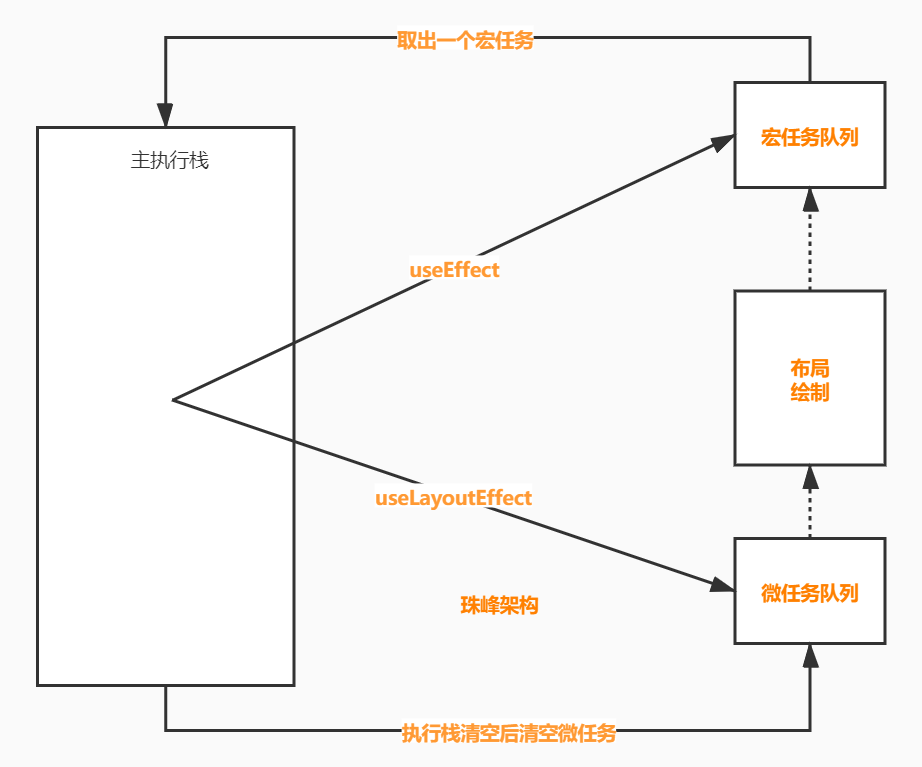 取出一个宏任务
宏任务队列
主执行栈
useEffect
布局
绘制
useLayoutEffect
微任务队列
珠峰架构
执行栈清空后清空微任务